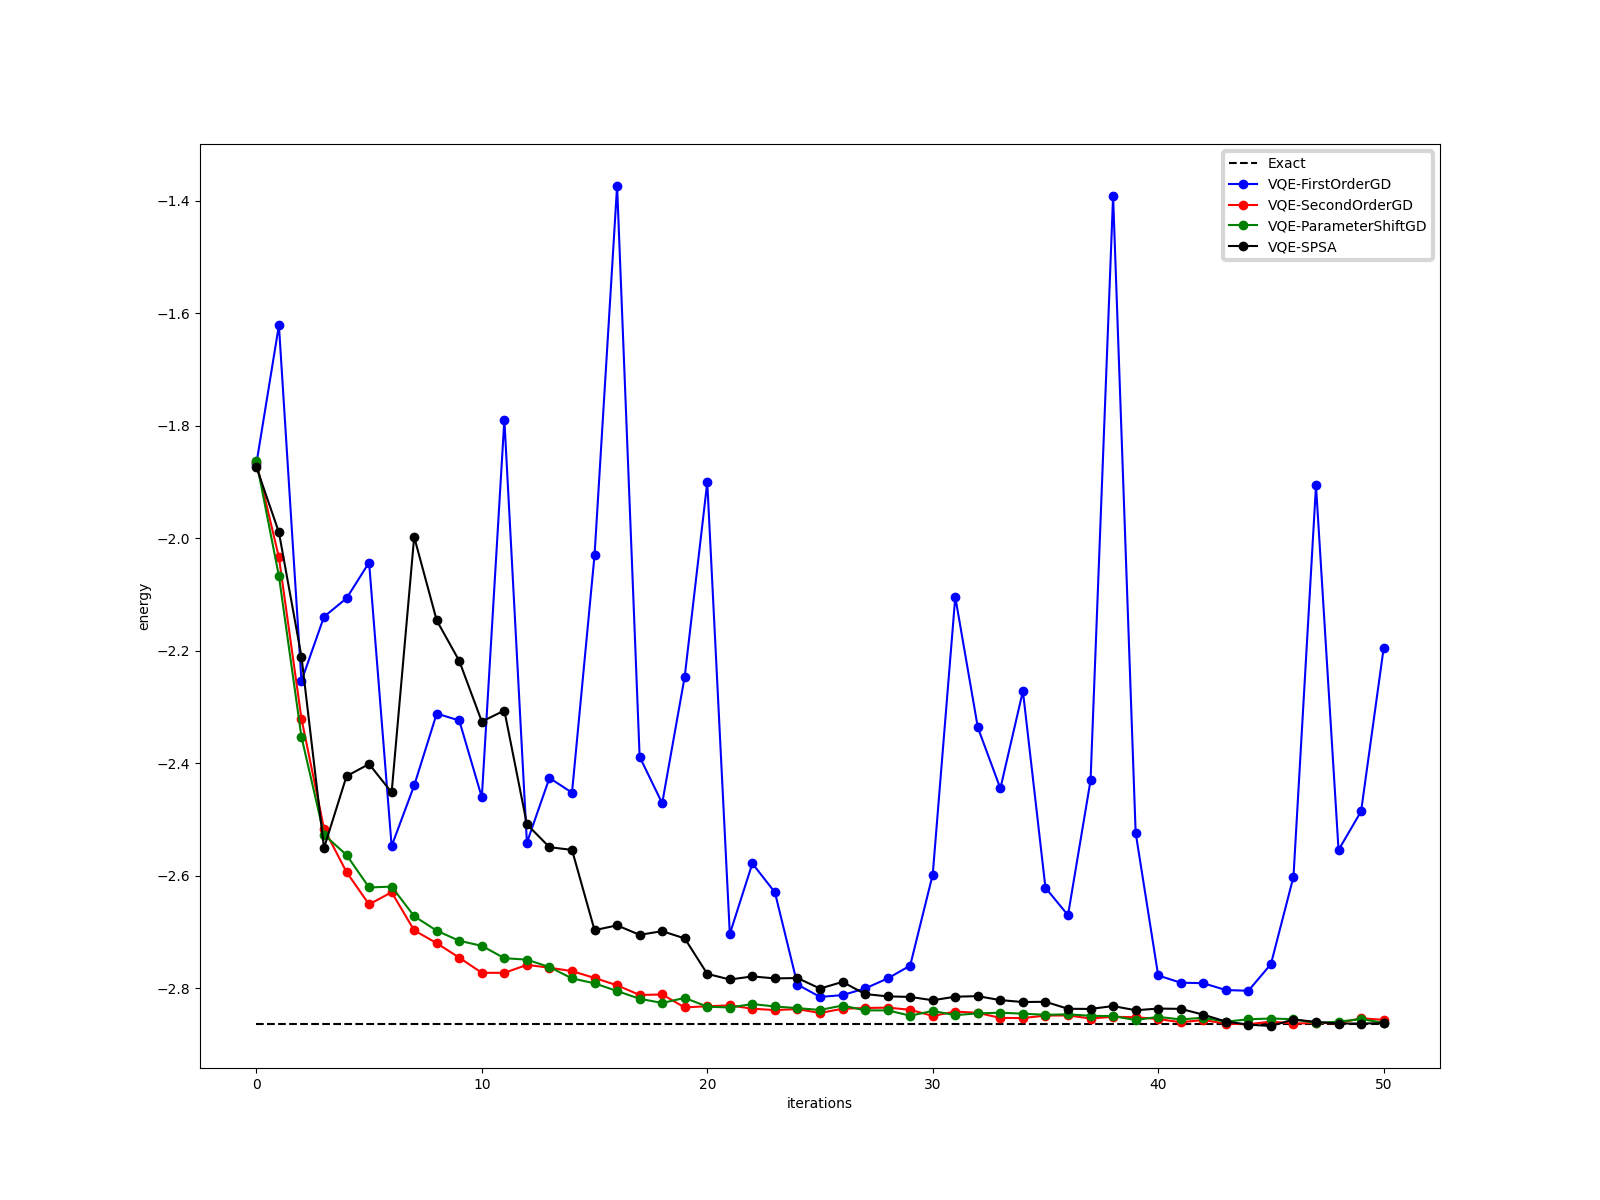 Exact
VQE-FirstOrderGD
VQE-SecondOrderGD
VQE-ParameterShiftGD
VQE-SPSA
−1.4
−1.6
−1.8
−2.0
−2.2
−2.4
−2.6
−2.8
energy
0 10 20 30 40 50
iterations